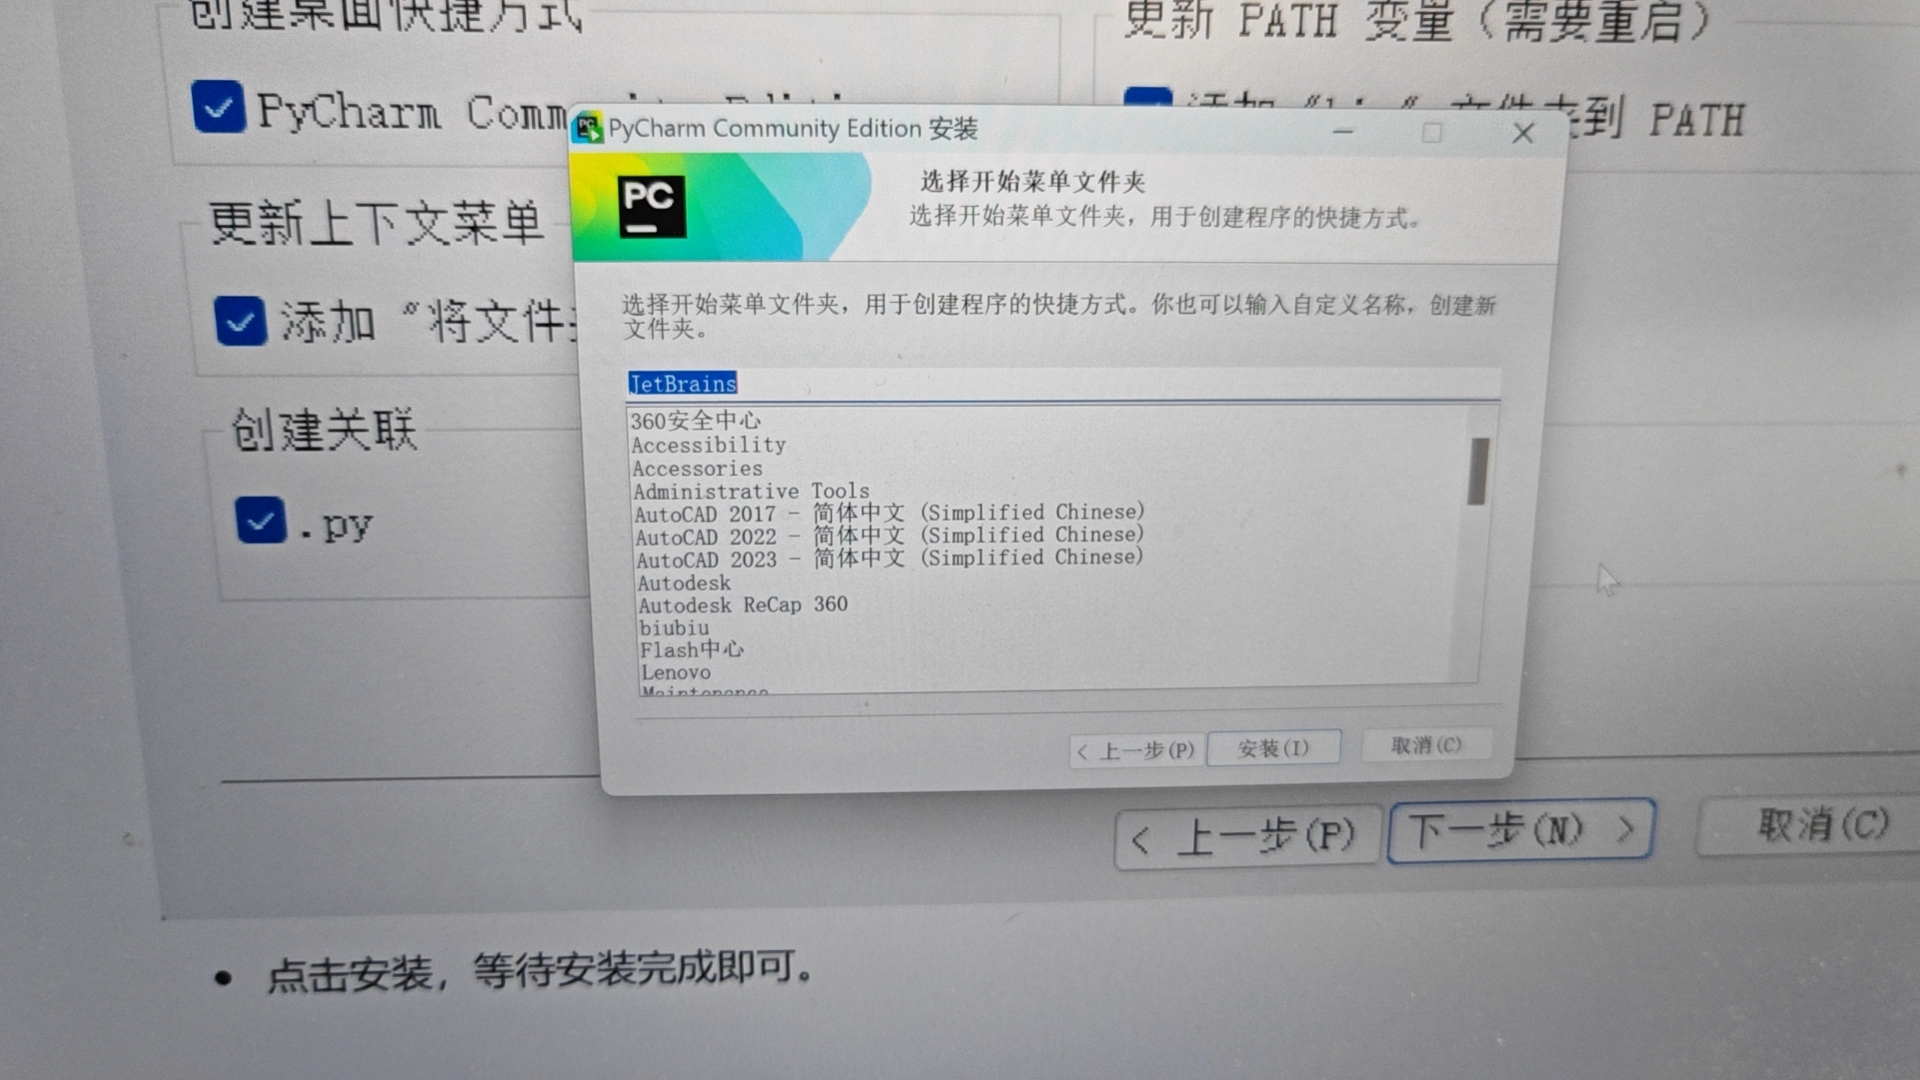 创建桌面快捷方式
更新 PATH 变量（需要重启）
PyCharm Comm
到 PATH
更新上下文菜单
添加 “将文件
创建关联
.py
PyCharm Community Edition 安装
PC
选择开始菜单文件夹
选择开始菜单文件夹，用于创建程序的快捷方式。
选择开始菜单文件夹，用于创建程序的快捷方式。你也可以输入自定义名称，创建新
文件夹。
JetBrains
360安全中心
Accessibility
Accessories
Administrative Tools
AutoCAD 2017 - 简体中文 (Simplified Chinese)
AutoCAD 2022 - 简体中文 (Simplified Chinese)
AutoCAD 2023 - 简体中文 (Simplified Chinese)
Autodesk
Autodesk ReCap 360
biubiu
Flash中心
Lenovo
Maintenance
< 上一步(P)
安装(I)
取消(C)
< 上一步(P)
下一步(N) >
取消(C)
• 点击安装，等待安装完成即可。